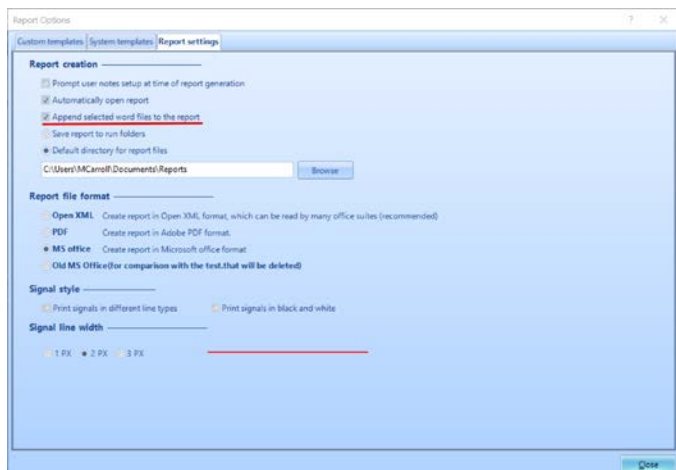 Report Options
Custom templates System templates Report settings
Report creation
Prompt user notes setup at time of report generation
Automatically open report
Append selected word files to the report
Save report to run folders
Default directory for report files
C:\Users\MCarroll\Documents\Reports Browse
Report file format
Open XML Create report in Open XML format, which can be read by many office suites (recommended)
PDF Create report in Adobe PDF format.
MS office Create report in Microsoft office format
Old MS Office(for comparison with the test.that will be deleted)
Signal style
Print signals in different line types Print signals in black and white
Signal line width
1 PX 2 PX 3 PX
Close